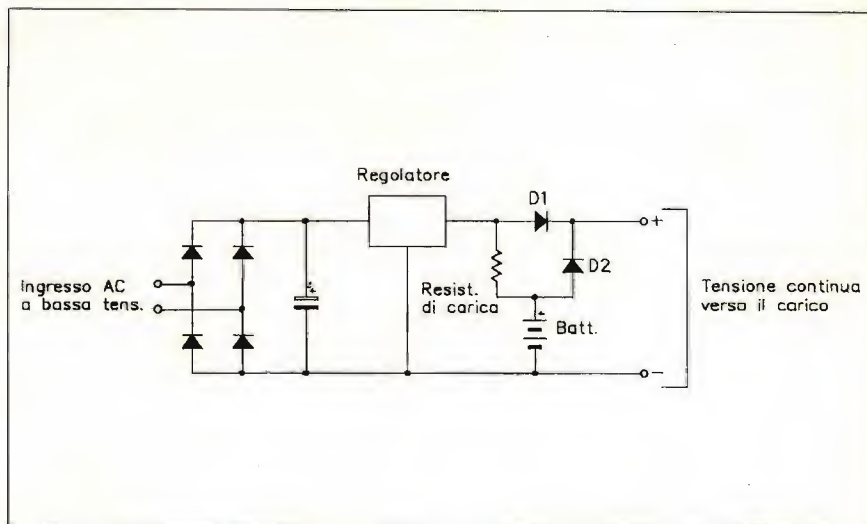 Regolatore
D1
+
Ingresso AC
a bassa tens.
+
Resist.
di carica
D2
Tensione continua
verso il carico
+
Batt.
−